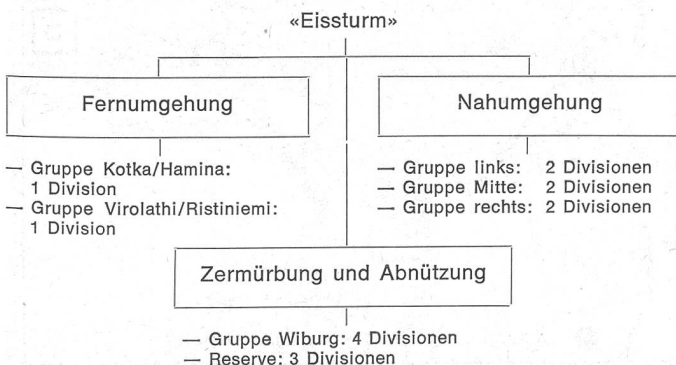 «Eissturm»
Fernumgehung
— Gruppe Kotka/Hamina:
1 Division
— Gruppe Virolathi/Ristiniemi:
1 Division
Nahumgehung
— Gruppe links: 2 Divisionen
— Gruppe Mitte: 2 Divisionen
— Gruppe rechts: 2 Divisionen
Zermürbung und Abnützung
— Gruppe Wiburg: 4 Divisionen
— Reserve: 3 Divisionen